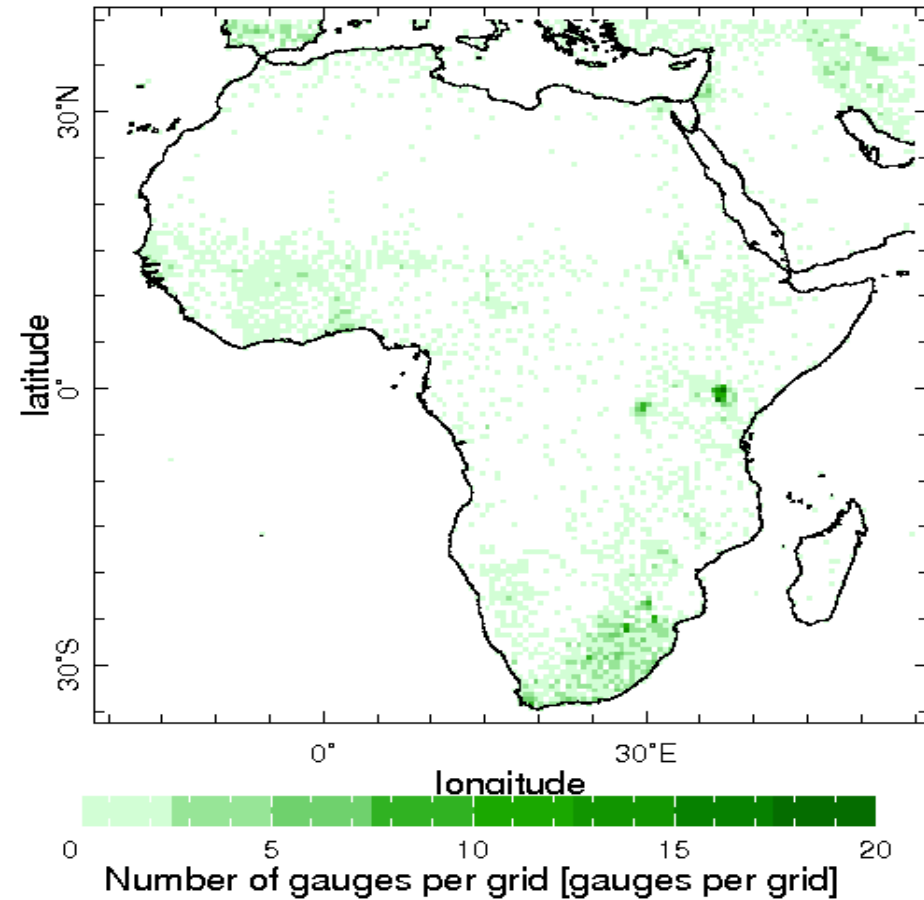 30°N
latitude
0°
30°S
0°
30°E
longitude
0
5
10
15
20
Number of gauges per grid [gauges per grid]